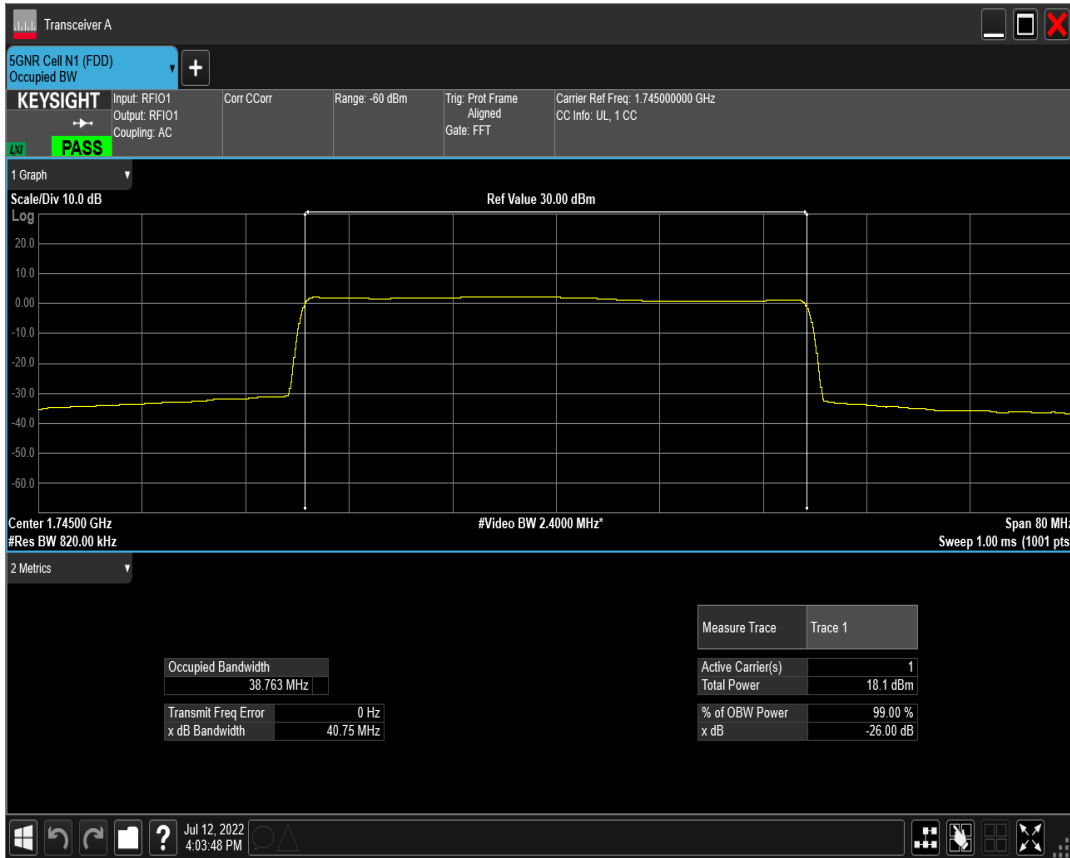 Transceiver A
5GNR Cell N1 (FDD)
Occupied BW
+
KEYSIGHT
LXI
PASS
Input: RFIO1
Output: RFIO1
Coupling: AC
Corr CCorr
Range: -60 dBm
Trig: Prot Frame
Aligned
Gate: FFT
Carrier Ref Freq: 1.745000000 GHz
CC Info: UL, 1 CC
1 Graph
Scale/Div 10.0 dB
Ref Value 30.00 dBm
Log
20.0
10.0
0.00
-10.0
-20.0
-30.0
-40.0
-50.0
-60.0
Center 1.74500 GHz
#Video BW 2.4000 MHz*
Span 80 MHz
#Res BW 820.00 kHz
Sweep 1.00 ms (1001 pts
2 Metrics
Measure Trace Trace 1
Occupied Bandwidth
38.763 MHz
Active Carrier(s) 1
Total Power 18.1 dBm
Transmit Freq Error 0 Hz
x dB Bandwidth 40.75 MHz
% of OBW Power 99.00 %
x dB -26.00 dB
?
Jul 12, 2022
4:03:48 PM